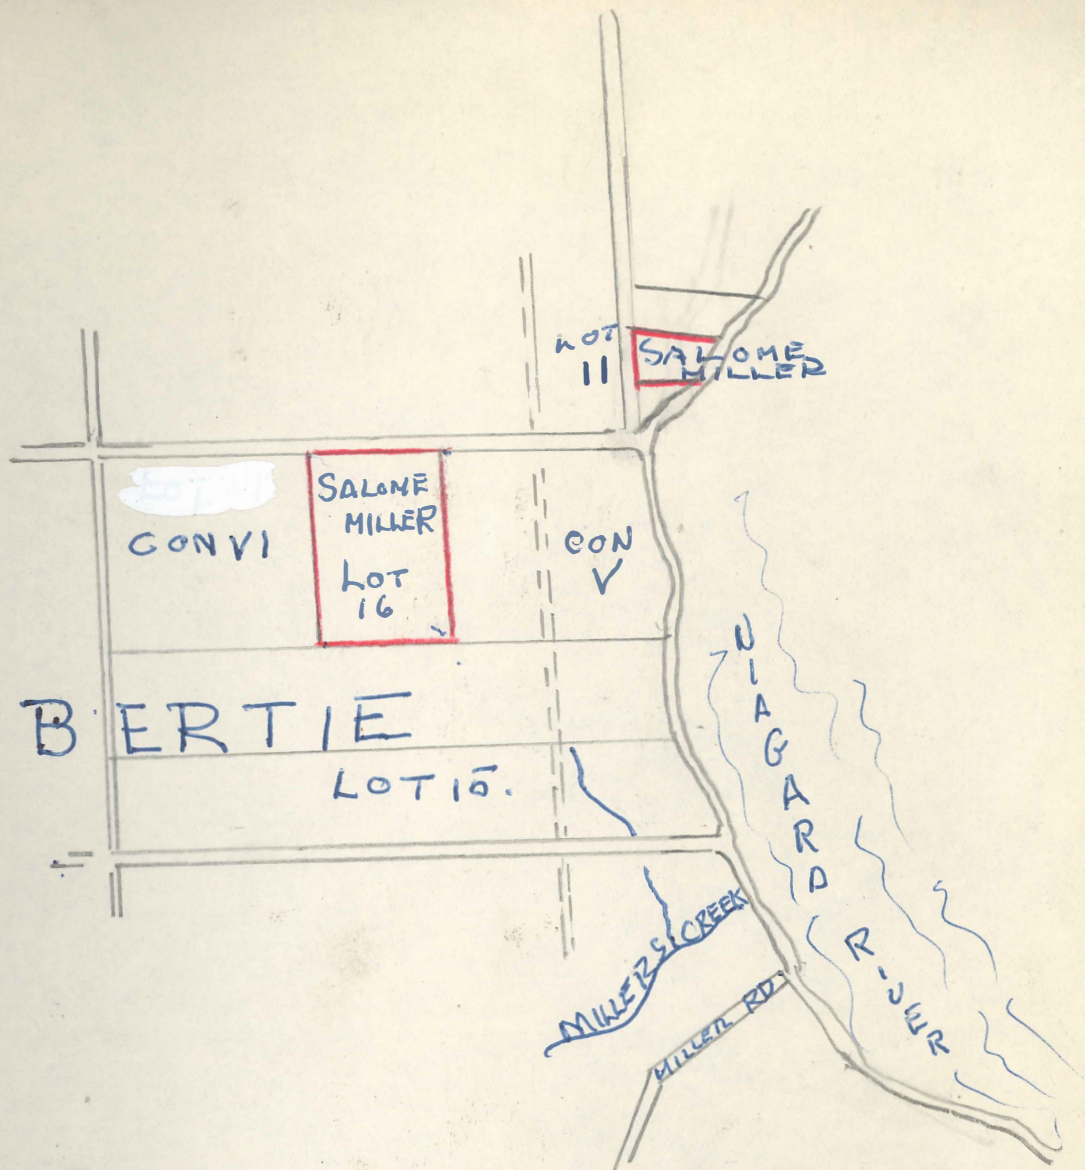 LOT
11
SALOME
MILLER
SALOME
MILLER
LOT
16
CON VI
CON
V
BERTIE
LOT 15.
NIAGARA
RIVER
MILLERS CREEK
MILLER RD